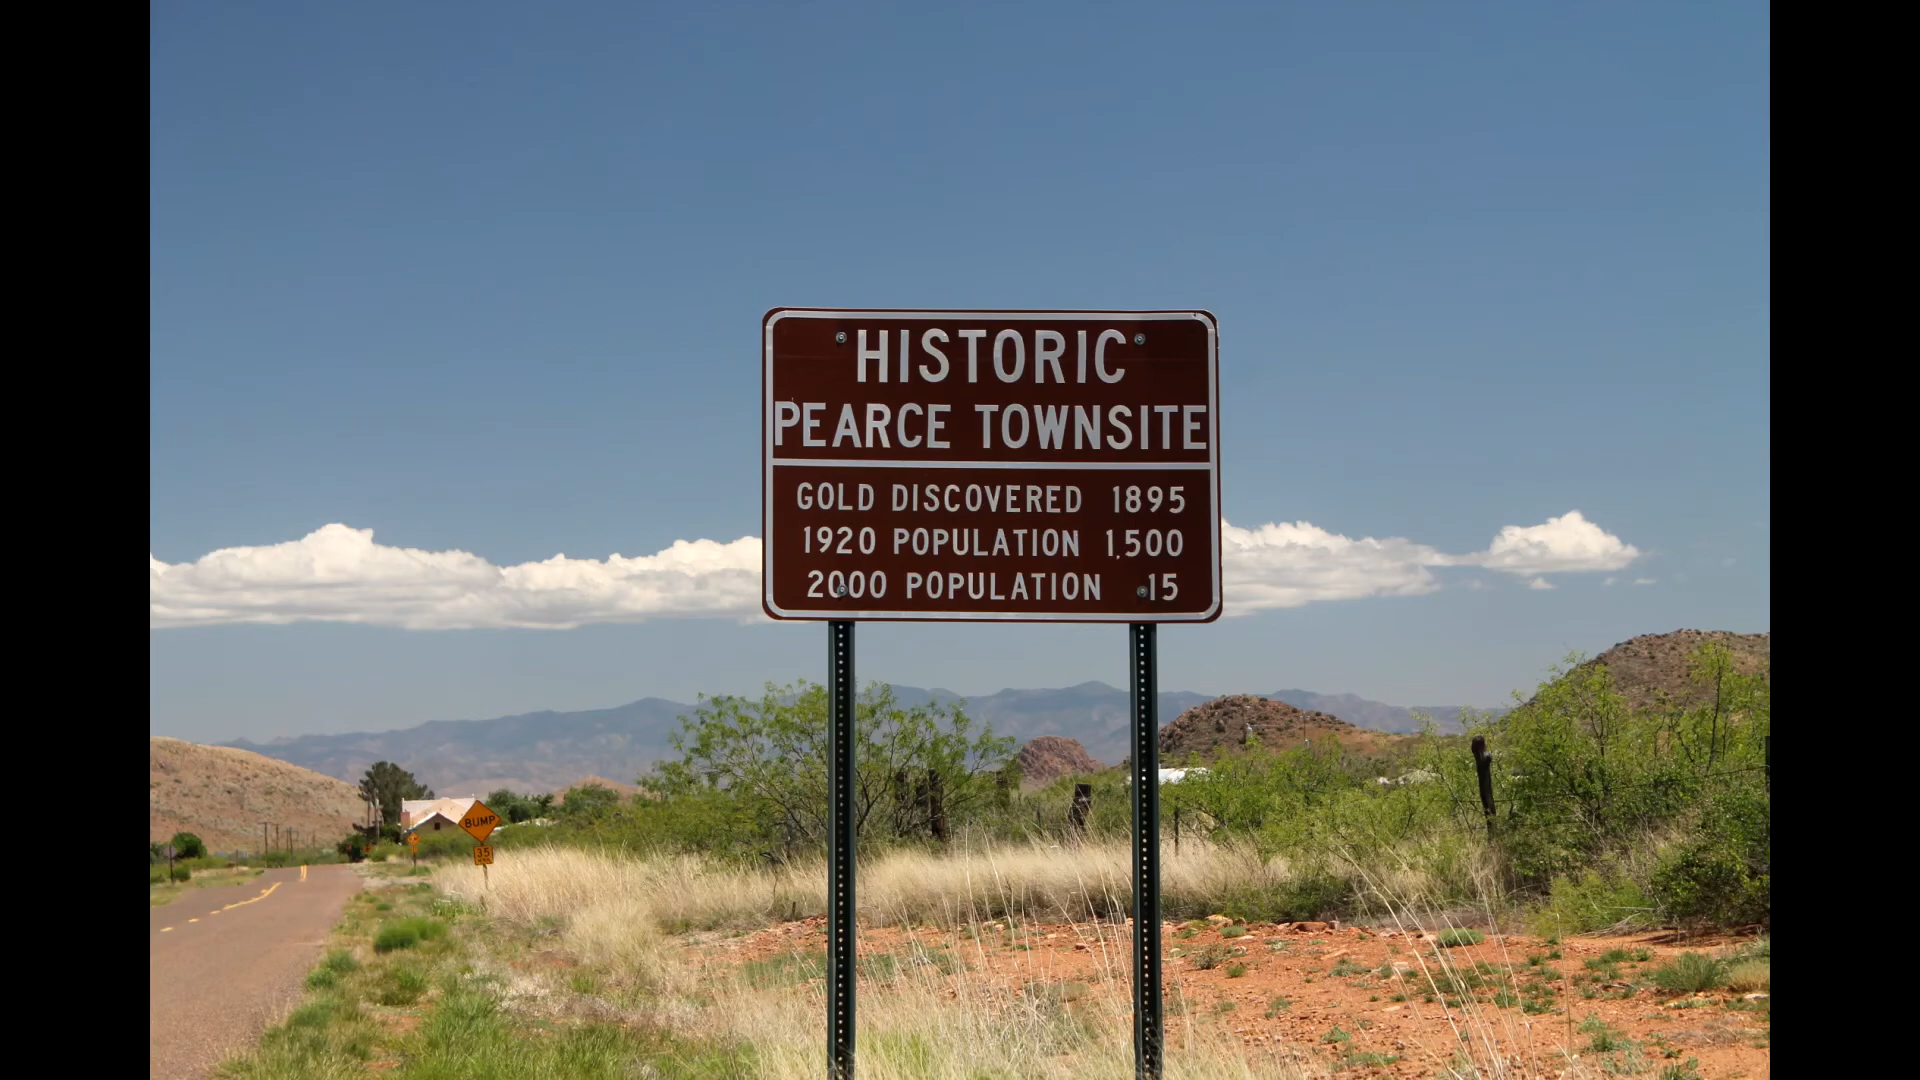 HISTORIC
PEARCE TOWNSITE
GOLD DISCOVERED 1895
1920 POPULATION 1,500
2000 POPULATION 15
BUMP
35